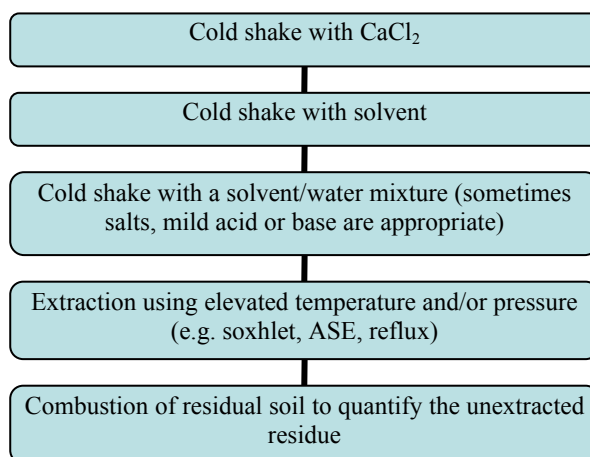 Cold shake with CaCl₂
Cold shake with solvent
Cold shake with a solvent/water mixture (sometimes
salts, mild acid or base are appropriate)
Extraction using elevated temperature and/or pressure
(e.g. soxhlet, ASE, reflux)
Combustion of residual soil to quantify the unextracted
residue